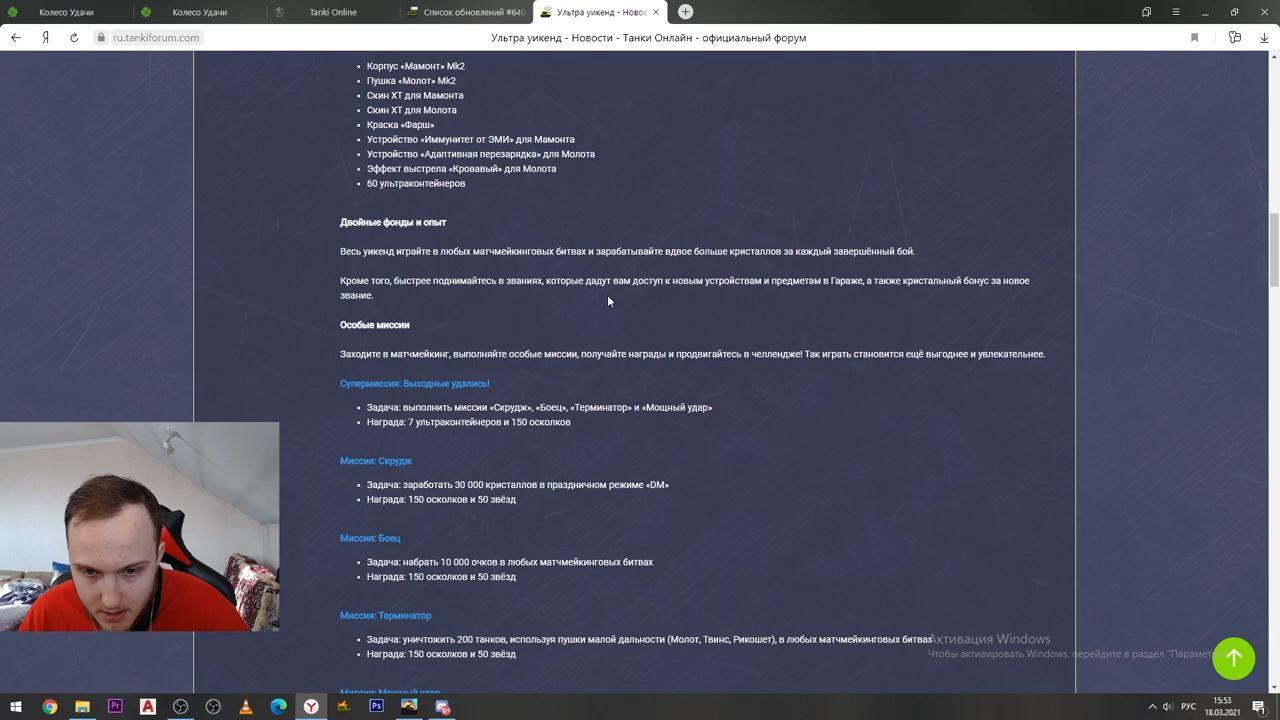 Колесо Удачи
Колесо Удачи
Tanki Online
Список обновлений #640
Ультра уикенд - Новос
ru.tankiforum.com
Ультра уикенд - Новости - Танки Онлайн - официальный форум
Корпус «Мамонт» Mk2
Пушка «Молот» Mk2
Скин XT для Мамонта
Скин XT для Молота
Краска «Фарш»
Устройство «Иммунитет от ЭМИ» для Мамонта
Устройство «Адаптивная перезарядка» для Молота
Эффект выстрела «Кровавый» для Молота
60 ультраконтейнеров
Двойные фонды и опыт
Весь уикенд играйте в любых матчмейкинговых битвах и зарабатывайте вдвое больше кристаллов за каждый завершённый бой.
Кроме того, быстрее поднимайтесь в званиях, которые дадут вам доступ к новым устройствам и предметам в Гараже, а также кристальный бонус за новое
звание.
Особые миссии
Заходите в матчмейкинг, выполняйте особые миссии, получайте награды и продвигайтесь в челлендже! Так играть становится ещё выгоднее и увлекательнее.
Супермиссия: Выходные удались!
Задача: выполнить миссии «Скрудж», «Боец», «Терминатор» и «Мощный удар»
Награда: 7 ультраконтейнеров и 150 осколков
Миссия: Скрудж
Задача: заработать 30 000 кристаллов в праздничном режиме «DM»
Награда: 150 осколков и 50 звёзд
Миссия: Боец
Задача: набрать 10 000 очков в любых матчмейкинговых битвах
Награда: 150 осколков и 50 звёзд
Миссия: Терминатор
Задача: уничтожить 200 танков, используя пушки малой дальности (Молот, Твинс, Рикошет), в любых матчмейкинговых битвах
Награда: 150 осколков и 50 звёзд
Миссия: Мощный удар
Активация Windows
Чтобы активировать Windows, перейдите в раздел "Парамет
РУС
15:53
18.03.2021